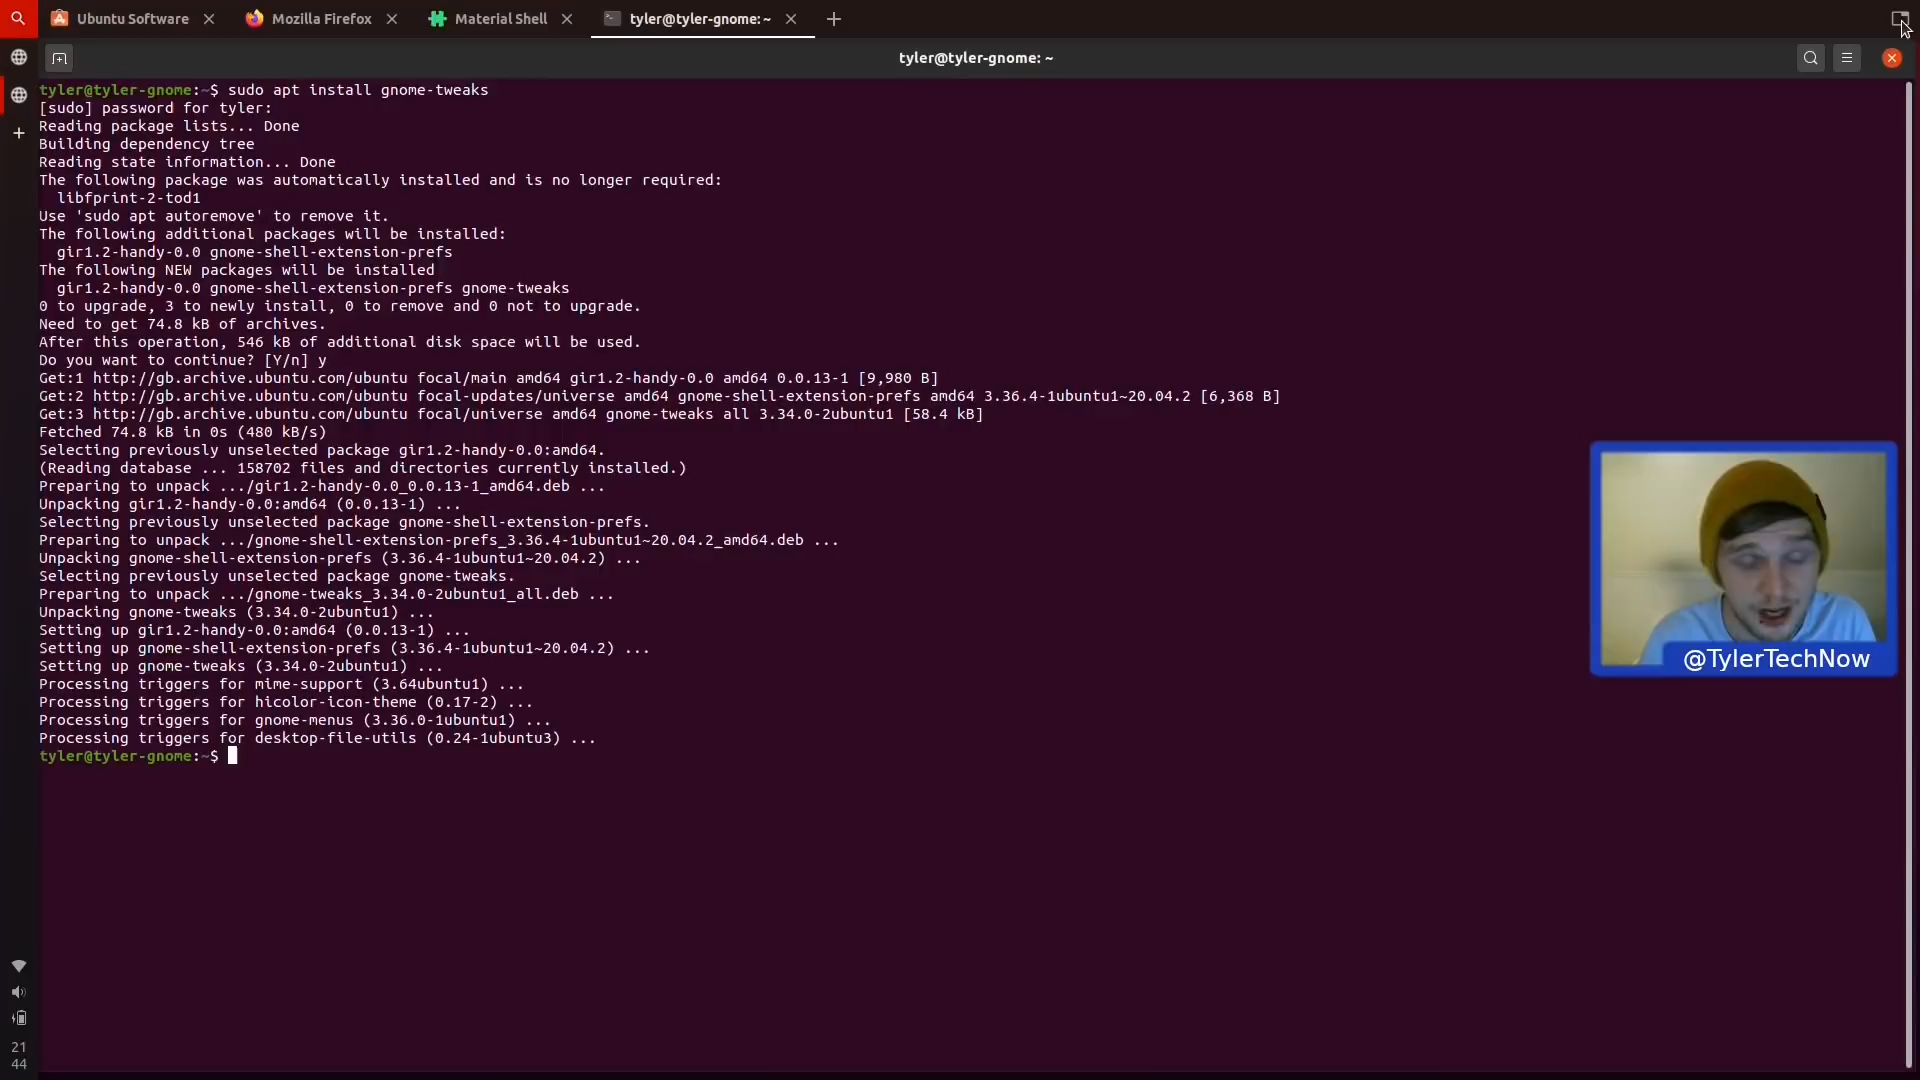 Ubuntu Software
Mozilla Firefox
Material Shell
tyler@tyler-gnome: ~
tyler@tyler-gnome: ~
tyler@tyler-gnome:~$ sudo apt install gnome-tweaks
[sudo] password for tyler:
Reading package lists... Done
Building dependency tree
Reading state information... Done
The following package was automatically installed and is no longer required:
libfprint-2-tod1
Use 'sudo apt autoremove' to remove it.
The following additional packages will be installed:
gir1.2-handy-0.0 gnome-shell-extension-prefs
The following NEW packages will be installed
gir1.2-handy-0.0 gnome-shell-extension-prefs gnome-tweaks
0 to upgrade, 3 to newly install, 0 to remove and 0 not to upgrade.
Need to get 74.8 kB of archives.
After this operation, 546 kB of additional disk space will be used.
Do you want to continue? [Y/n] y
Get:1 http://gb.archive.ubuntu.com/ubuntu focal/main amd64 gir1.2-handy-0.0 amd64 0.0.13-1 [9,980 B]
Get:2 http://gb.archive.ubuntu.com/ubuntu focal-updates/universe amd64 gnome-shell-extension-prefs amd64 3.36.4-1ubuntu1~20.04.2 [6,368 B]
Get:3 http://gb.archive.ubuntu.com/ubuntu focal/universe amd64 gnome-tweaks all 3.34.0-2ubuntu1 [58.4 kB]
Fetched 74.8 kB in 0s (480 kB/s)
Selecting previously unselected package gir1.2-handy-0.0:amd64.
(Reading database ... 158702 files and directories currently installed.)
Preparing to unpack .../gir1.2-handy-0.0_0.0.13-1_amd64.deb ...
Unpacking gir1.2-handy-0.0:amd64 (0.0.13-1) ...
Selecting previously unselected package gnome-shell-extension-prefs.
Preparing to unpack .../gnome-shell-extension-prefs_3.36.4-1ubuntu1~20.04.2_amd64.deb ...
Unpacking gnome-shell-extension-prefs (3.36.4-1ubuntu1~20.04.2) ...
Selecting previously unselected package gnome-tweaks.
Preparing to unpack .../gnome-tweaks_3.34.0-2ubuntu1_all.deb ...
Unpacking gnome-tweaks (3.34.0-2ubuntu1) ...
Setting up gir1.2-handy-0.0:amd64 (0.0.13-1) ...
Setting up gnome-shell-extension-prefs (3.36.4-1ubuntu1~20.04.2) ...
Setting up gnome-tweaks (3.34.0-2ubuntu1) ...
Processing triggers for mime-support (3.64ubuntu1) ...
Processing triggers for hicolor-icon-theme (0.17-2) ...
Processing triggers for gnome-menus (3.36.0-1ubuntu1) ...
Processing triggers for desktop-file-utils (0.24-1ubuntu3) ...
tyler@tyler-gnome:~$
@TylerTechNow
21
44